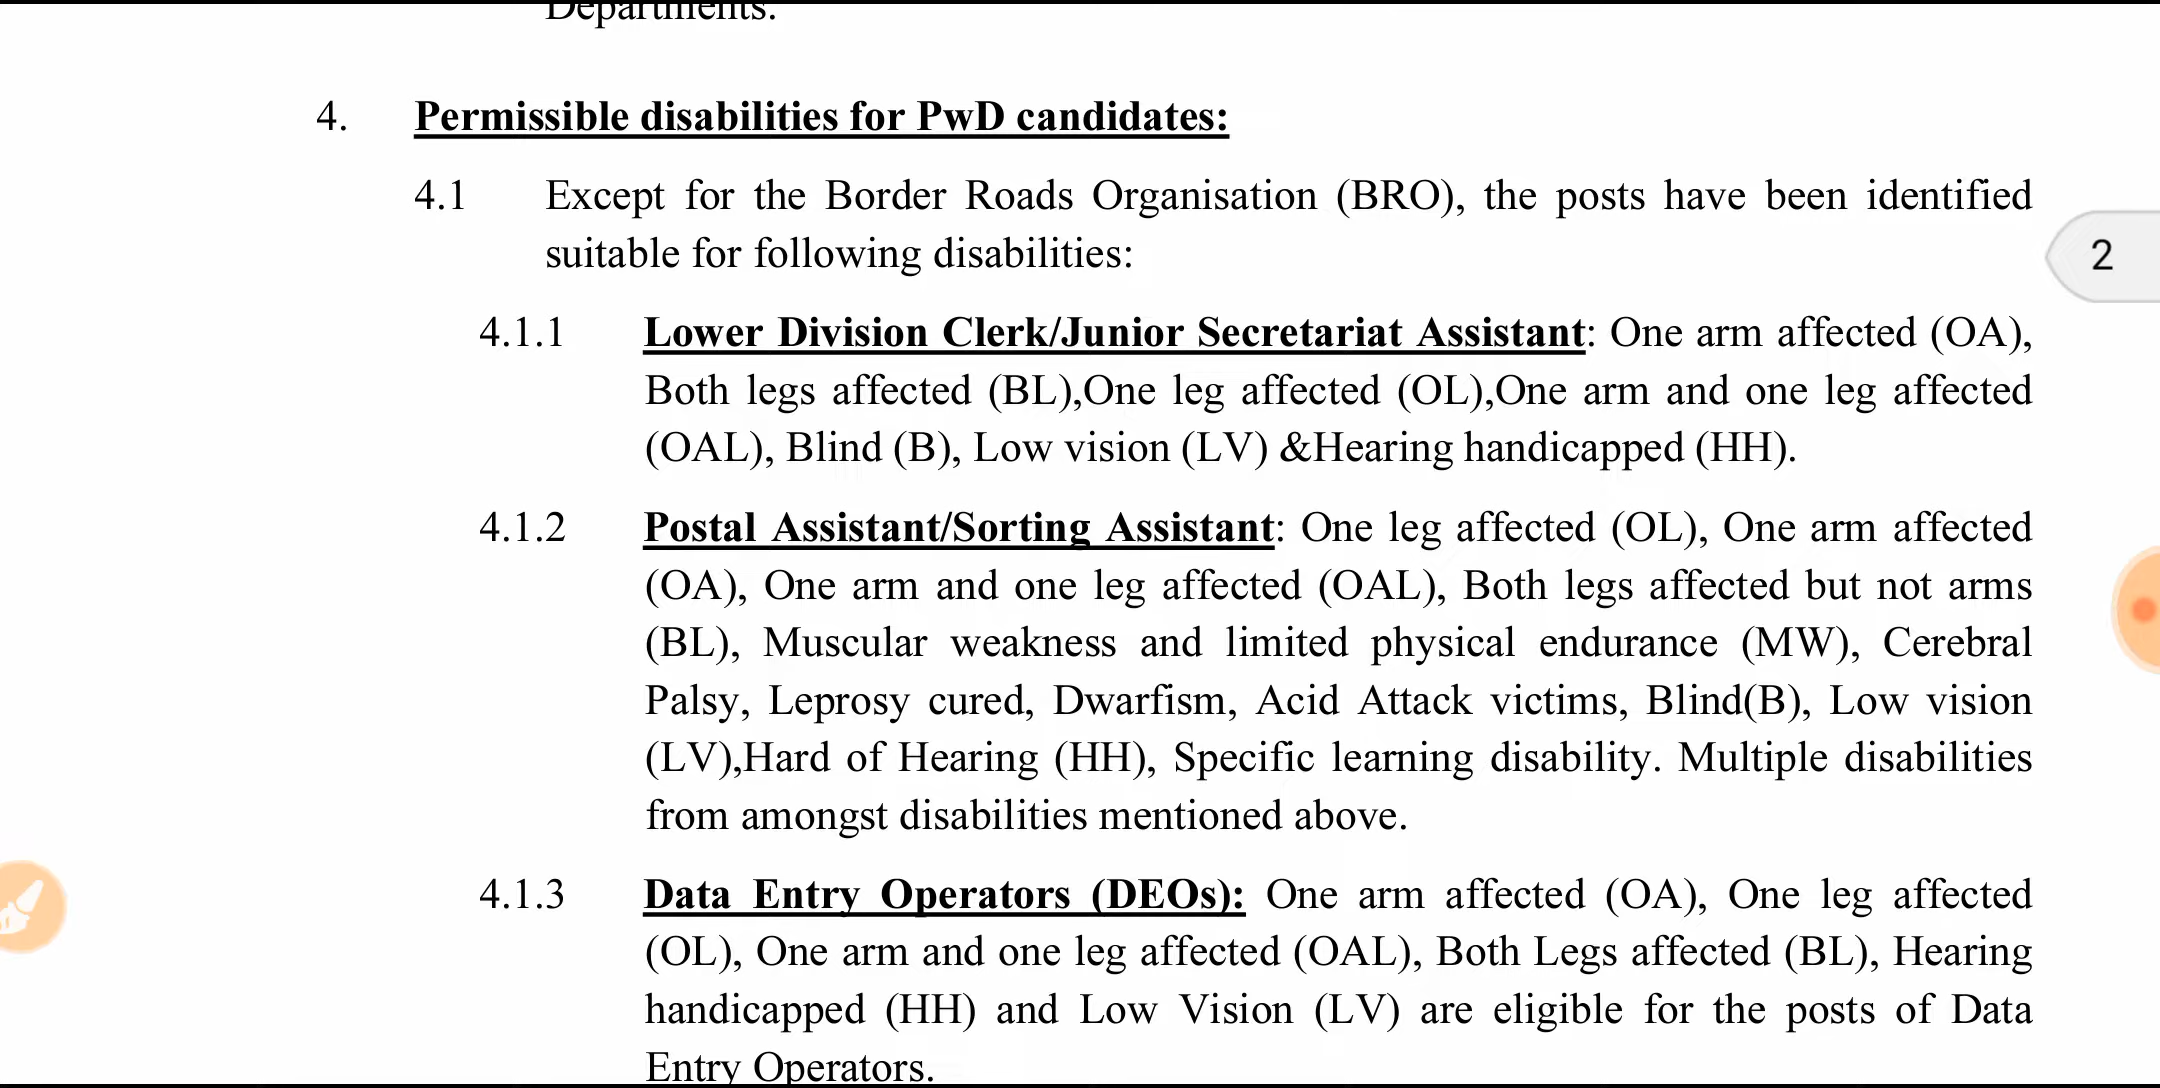 Departments.
4. Permissible disabilities for PwD candidates:
4.1 Except for the Border Roads Organisation (BRO), the posts have been identified
suitable for following disabilities:
2
4.1.1 Lower Division Clerk/Junior Secretariat Assistant: One arm affected (OA),
Both legs affected (BL),One leg affected (OL),One arm and one leg affected
(OAL), Blind (B), Low vision (LV) &Hearing handicapped (HH).
4.1.2 Postal Assistant/Sorting Assistant: One leg affected (OL), One arm affected
(OA), One arm and one leg affected (OAL), Both legs affected but not arms
(BL), Muscular weakness and limited physical endurance (MW), Cerebral
Palsy, Leprosy cured, Dwarfism, Acid Attack victims, Blind(B), Low vision
(LV),Hard of Hearing (HH), Specific learning disability. Multiple disabilities
from amongst disabilities mentioned above.
4.1.3 Data Entry Operators (DEOs): One arm affected (OA), One leg affected
(OL), One arm and one leg affected (OAL), Both Legs affected (BL), Hearing
handicapped (HH) and Low Vision (LV) are eligible for the posts of Data
Entry Operators.